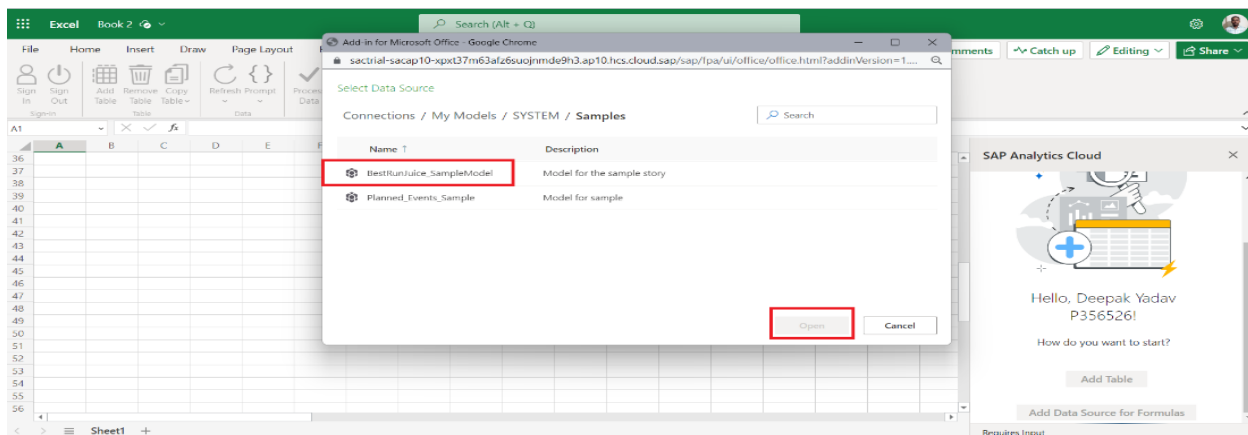 Excel Book 2
Search (Alt + Q)
File Home Insert Draw Page Layout
mments Catch up Editing Share
Sign In
Sign Out
Add Table
Remove Table
Copy Table
Refresh Prompt
Process Data
Sign-in Table Data
A1 fx
A B C D E F
36
37
38
39
40
41
42
43
44
45
46
47
48
49
50
51
52
53
54
55
56
Sheet1 +
Add-in for Microsoft Office - Google Chrome
sactrial-sacap10-xpxt37m63afz6suojnmde9h3.ap10.hcs.cloud.sap/sap/fpa/ui/office/office.html?addinVersion=1....
Select Data Source
Connections / My Models / SYSTEM / Samples
Search
Name ↑ Description
BestRunJuice_SampleModel Model for the sample story
Planned_Events_Sample Model for sample
Open Cancel
SAP Analytics Cloud
Hello, Deepak Yadav
P356526!
How do you want to start?
Add Table
Add Data Source for Formulas
Requires Input